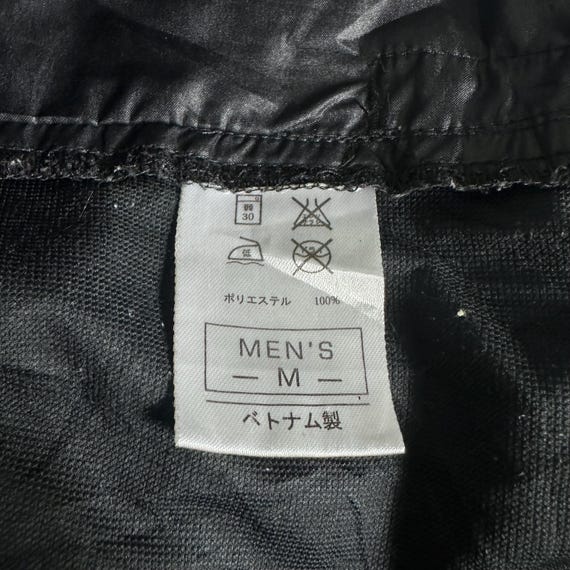 弱
30
低
ポリエステル 100%
MEN'S
— M —
ベトナム製